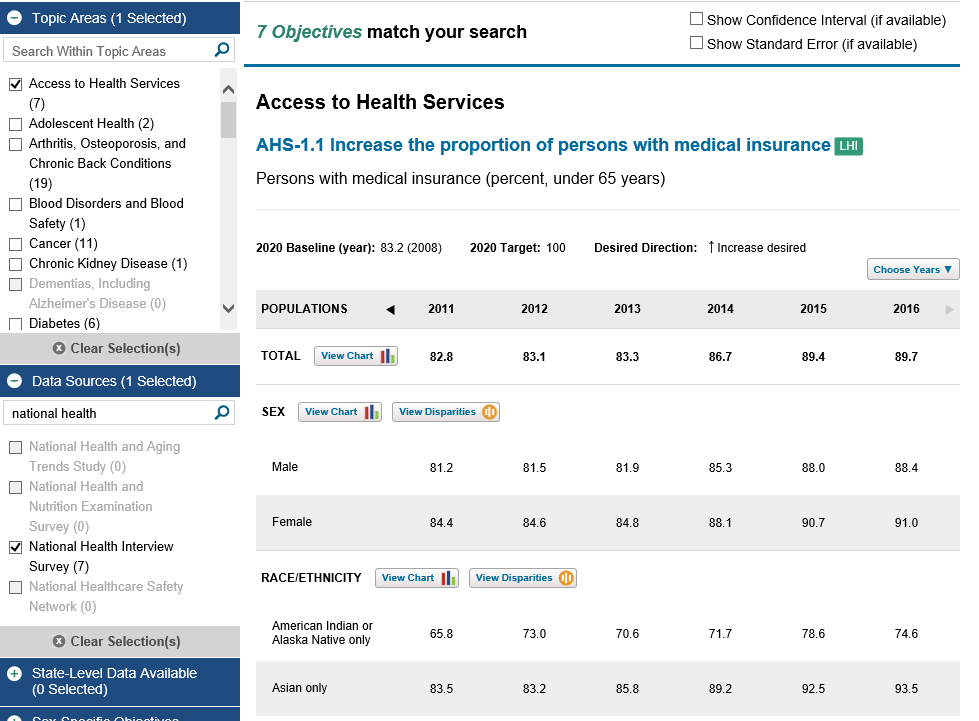 Topic Areas (1 Selected)
Search Within Topic Areas
Access to Health Services
(7)
Adolescent Health (2)
Arthritis, Osteoporosis, and
Chronic Back Conditions
(19)
Blood Disorders and Blood
Safety (1)
Cancer (11)
Chronic Kidney Disease (1)
Dementias, Including
Alzheimer's Disease (0)
Diabetes (6)
Clear Selection(s)
Data Sources (1 Selected)
national health
National Health and Aging
Trends Study (0)
National Health and
Nutrition Examination
Survey (0)
National Health Interview
Survey (7)
National Healthcare Safety
Network (0)
Clear Selection(s)
State-Level Data Available
(0 Selected)
Sex-Specific Objectives
7 Objectives match your search
Show Confidence Interval (if available)
Show Standard Error (if available)
Access to Health Services
AHS-1.1 Increase the proportion of persons with medical insurance LHI
Persons with medical insurance (percent, under 65 years)
2020 Baseline (year): 83.2 (2008) 2020 Target: 100 Desired Direction: ↑Increase desired
Choose Years ▼
POPULATIONS ◀ 2011 2012 2013 2014 2015 2016 ▶
TOTAL View Chart 82.8 83.1 83.3 86.7 89.4 89.7
SEX View Chart View Disparities
Male 81.2 81.5 81.9 85.3 88.0 88.4
Female 84.4 84.6 84.8 88.1 90.7 91.0
RACE/ETHNICITY View Chart View Disparities
American Indian or
Alaska Native only 65.8 73.0 70.6 71.7 78.6 74.6
Asian only 83.5 83.2 85.8 89.2 92.5 93.5